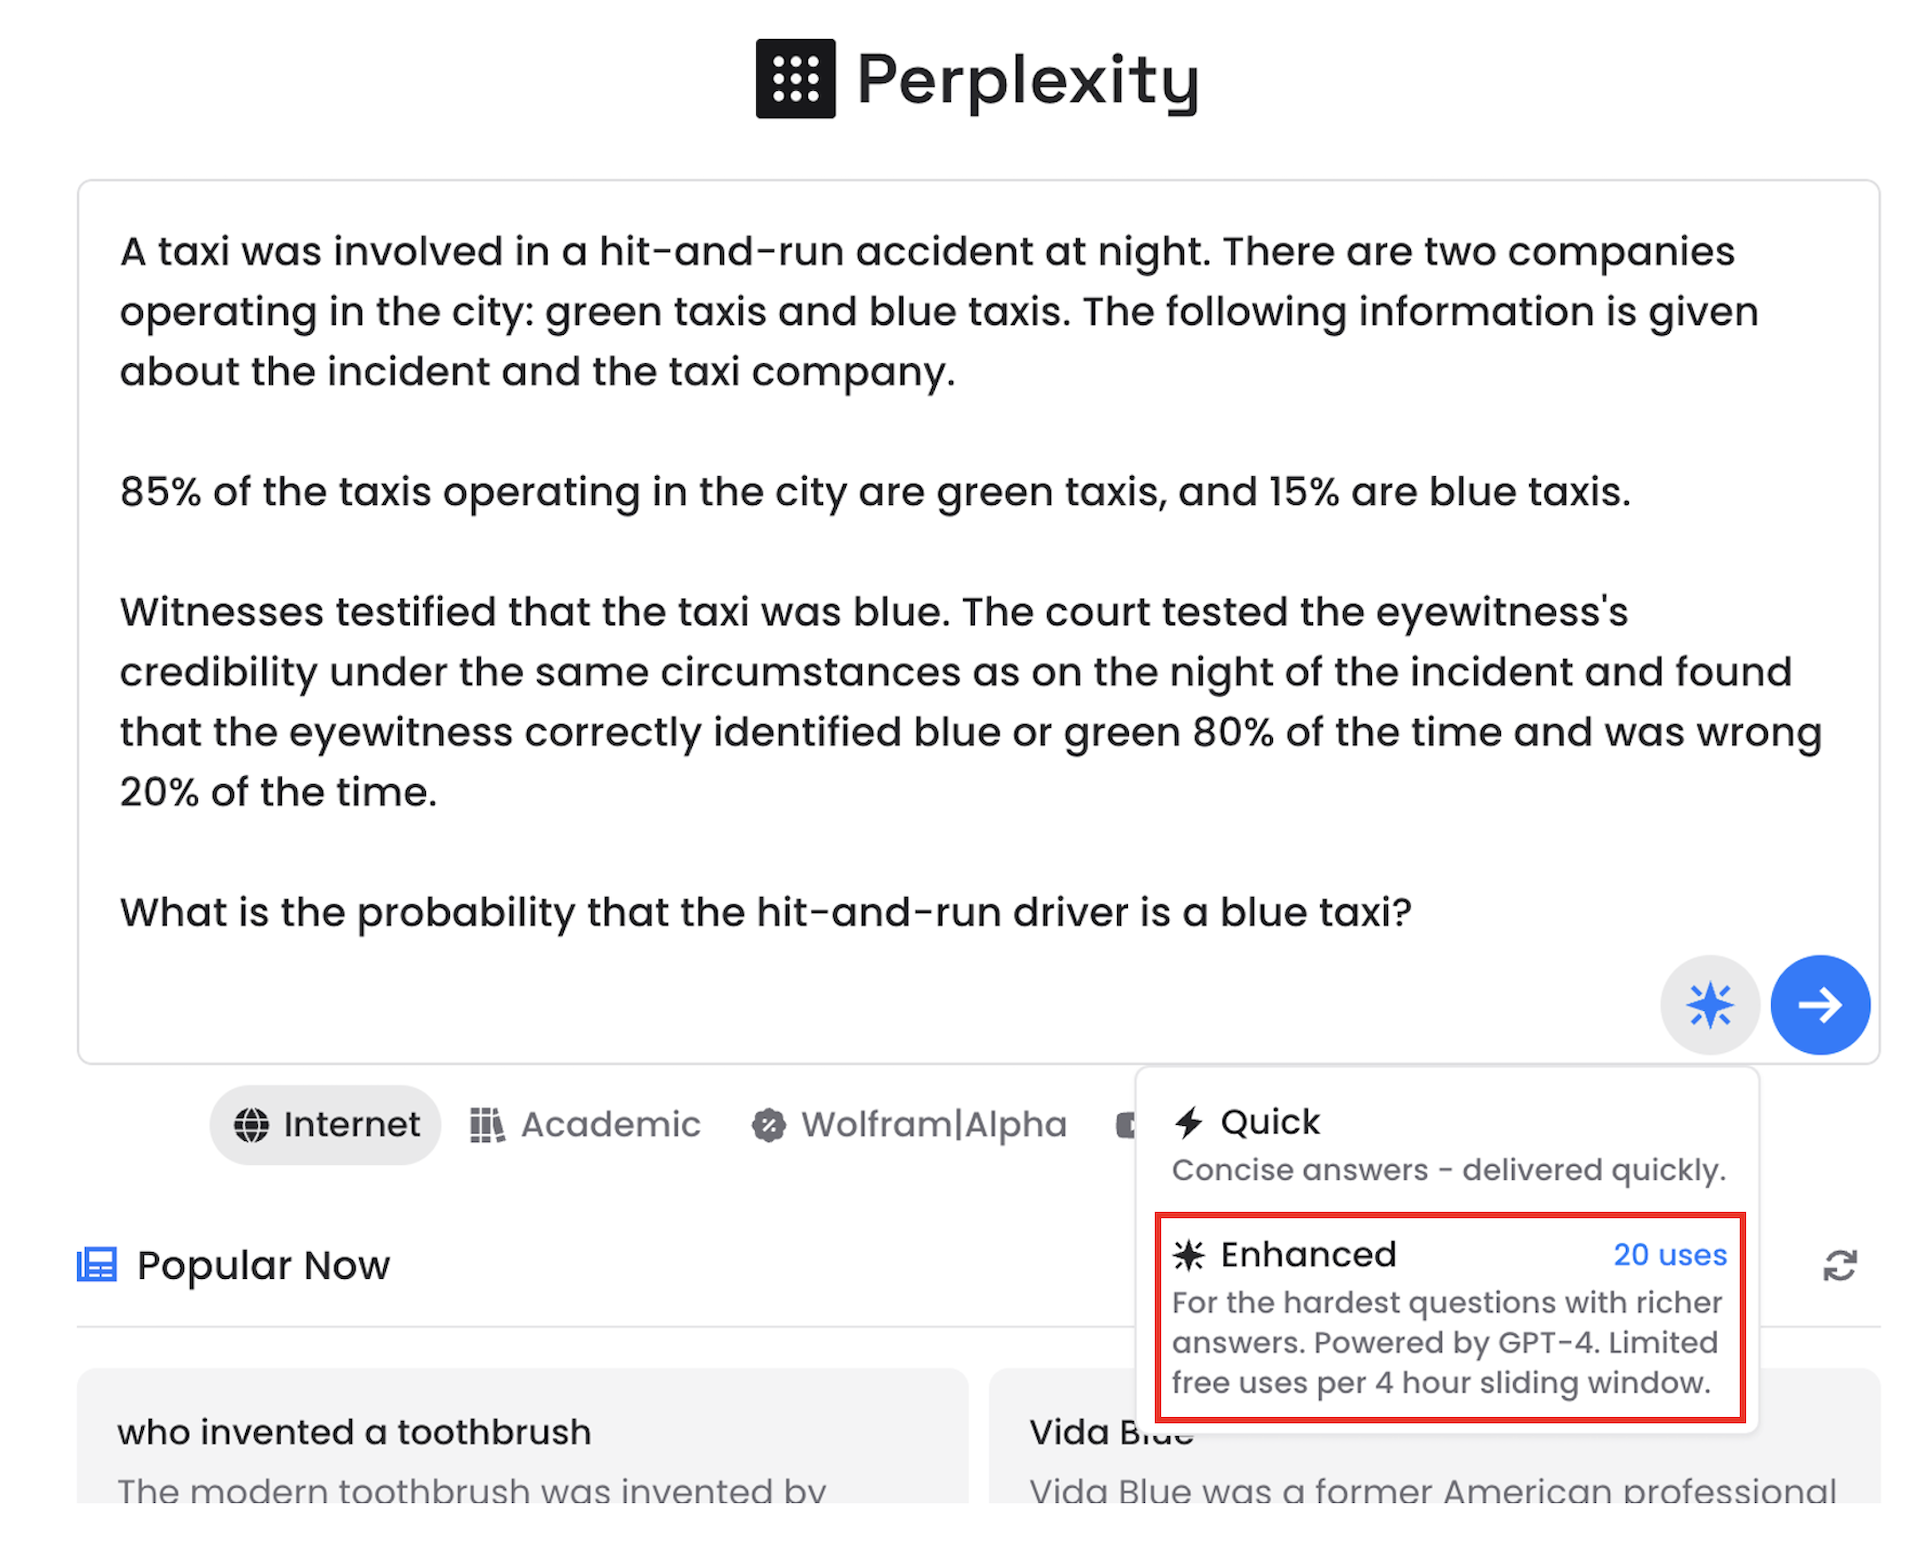 Perplexity
A taxi was involved in a hit-and-run accident at night. There are two companies
operating in the city: green taxis and blue taxis. The following information is given
about the incident and the taxi company.
85% of the taxis operating in the city are green taxis, and 15% are blue taxis.
Witnesses testified that the taxi was blue. The court tested the eyewitness's
credibility under the same circumstances as on the night of the incident and found
that the eyewitness correctly identified blue or green 80% of the time and was wrong
20% of the time.
What is the probability that the hit-and-run driver is a blue taxi?
Internet Academic Wolfram|Alpha
Quick
Concise answers - delivered quickly.
Enhanced 20 uses
For the hardest questions with richer
answers. Powered by GPT-4. Limited
free uses per 4 hour sliding window.
Popular Now
who invented a toothbrush
The modern toothbrush was invented by
Vida Blue
Vida Blue was a former American professional